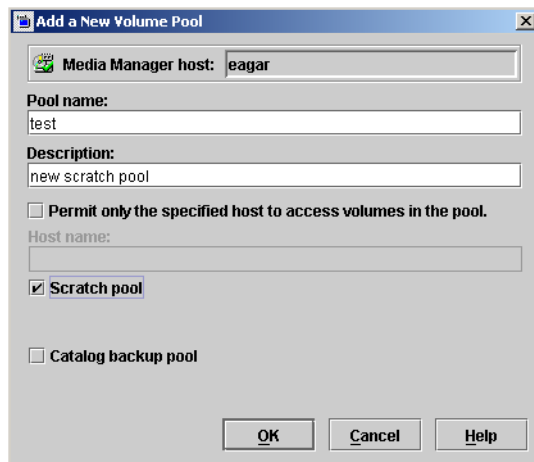 Add a New Volume Pool
Media Manager host: eagar
Pool name:
test
Description:
new scratch pool
Permit only the specified host to access volumes in the pool.
Host name:
Scratch pool
Catalog backup pool
OK Cancel Help